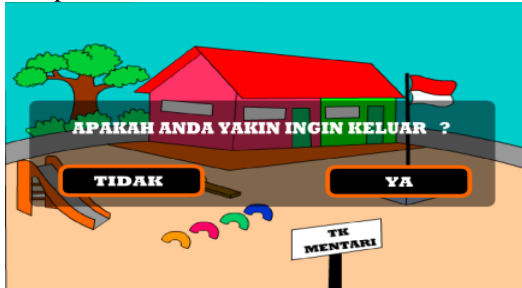 APAKAH ANDA YAKIN INGIN KELUAR ?
TIDAK
YA
TK
MENTARI